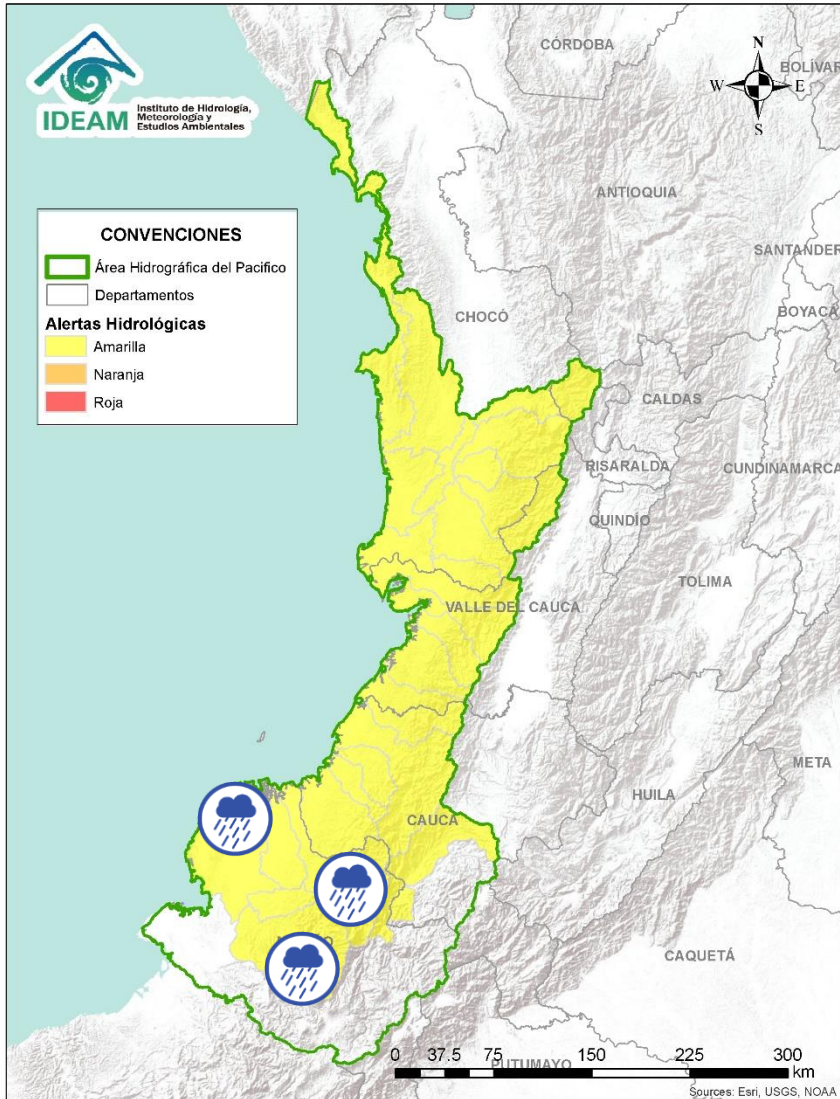 IDEAM
Instituto de Hidrología,
Meteorología y
Estudios Ambientales
N
W
E
S
CÓRDOBA
BOLÍVAR
ANTIOQUIA
SANTANDER
BOYACÁ
CONVENCIONES
Área Hidrográfica del Pacifico
Departamentos
Alertas Hidrológicas
Amarilla
Naranja
Roja
CHOCÓ
CALDAS
RISARALDA
CUNDINAMARCA
QUINDÍO
TOLIMA
VALLE DEL CAUCA
META
HUILA
CAUCA
CAQUETÁ
PUTUMAYO
0 37.5 75 150 225 300
km
Sources: Esri, USGS, NOAA